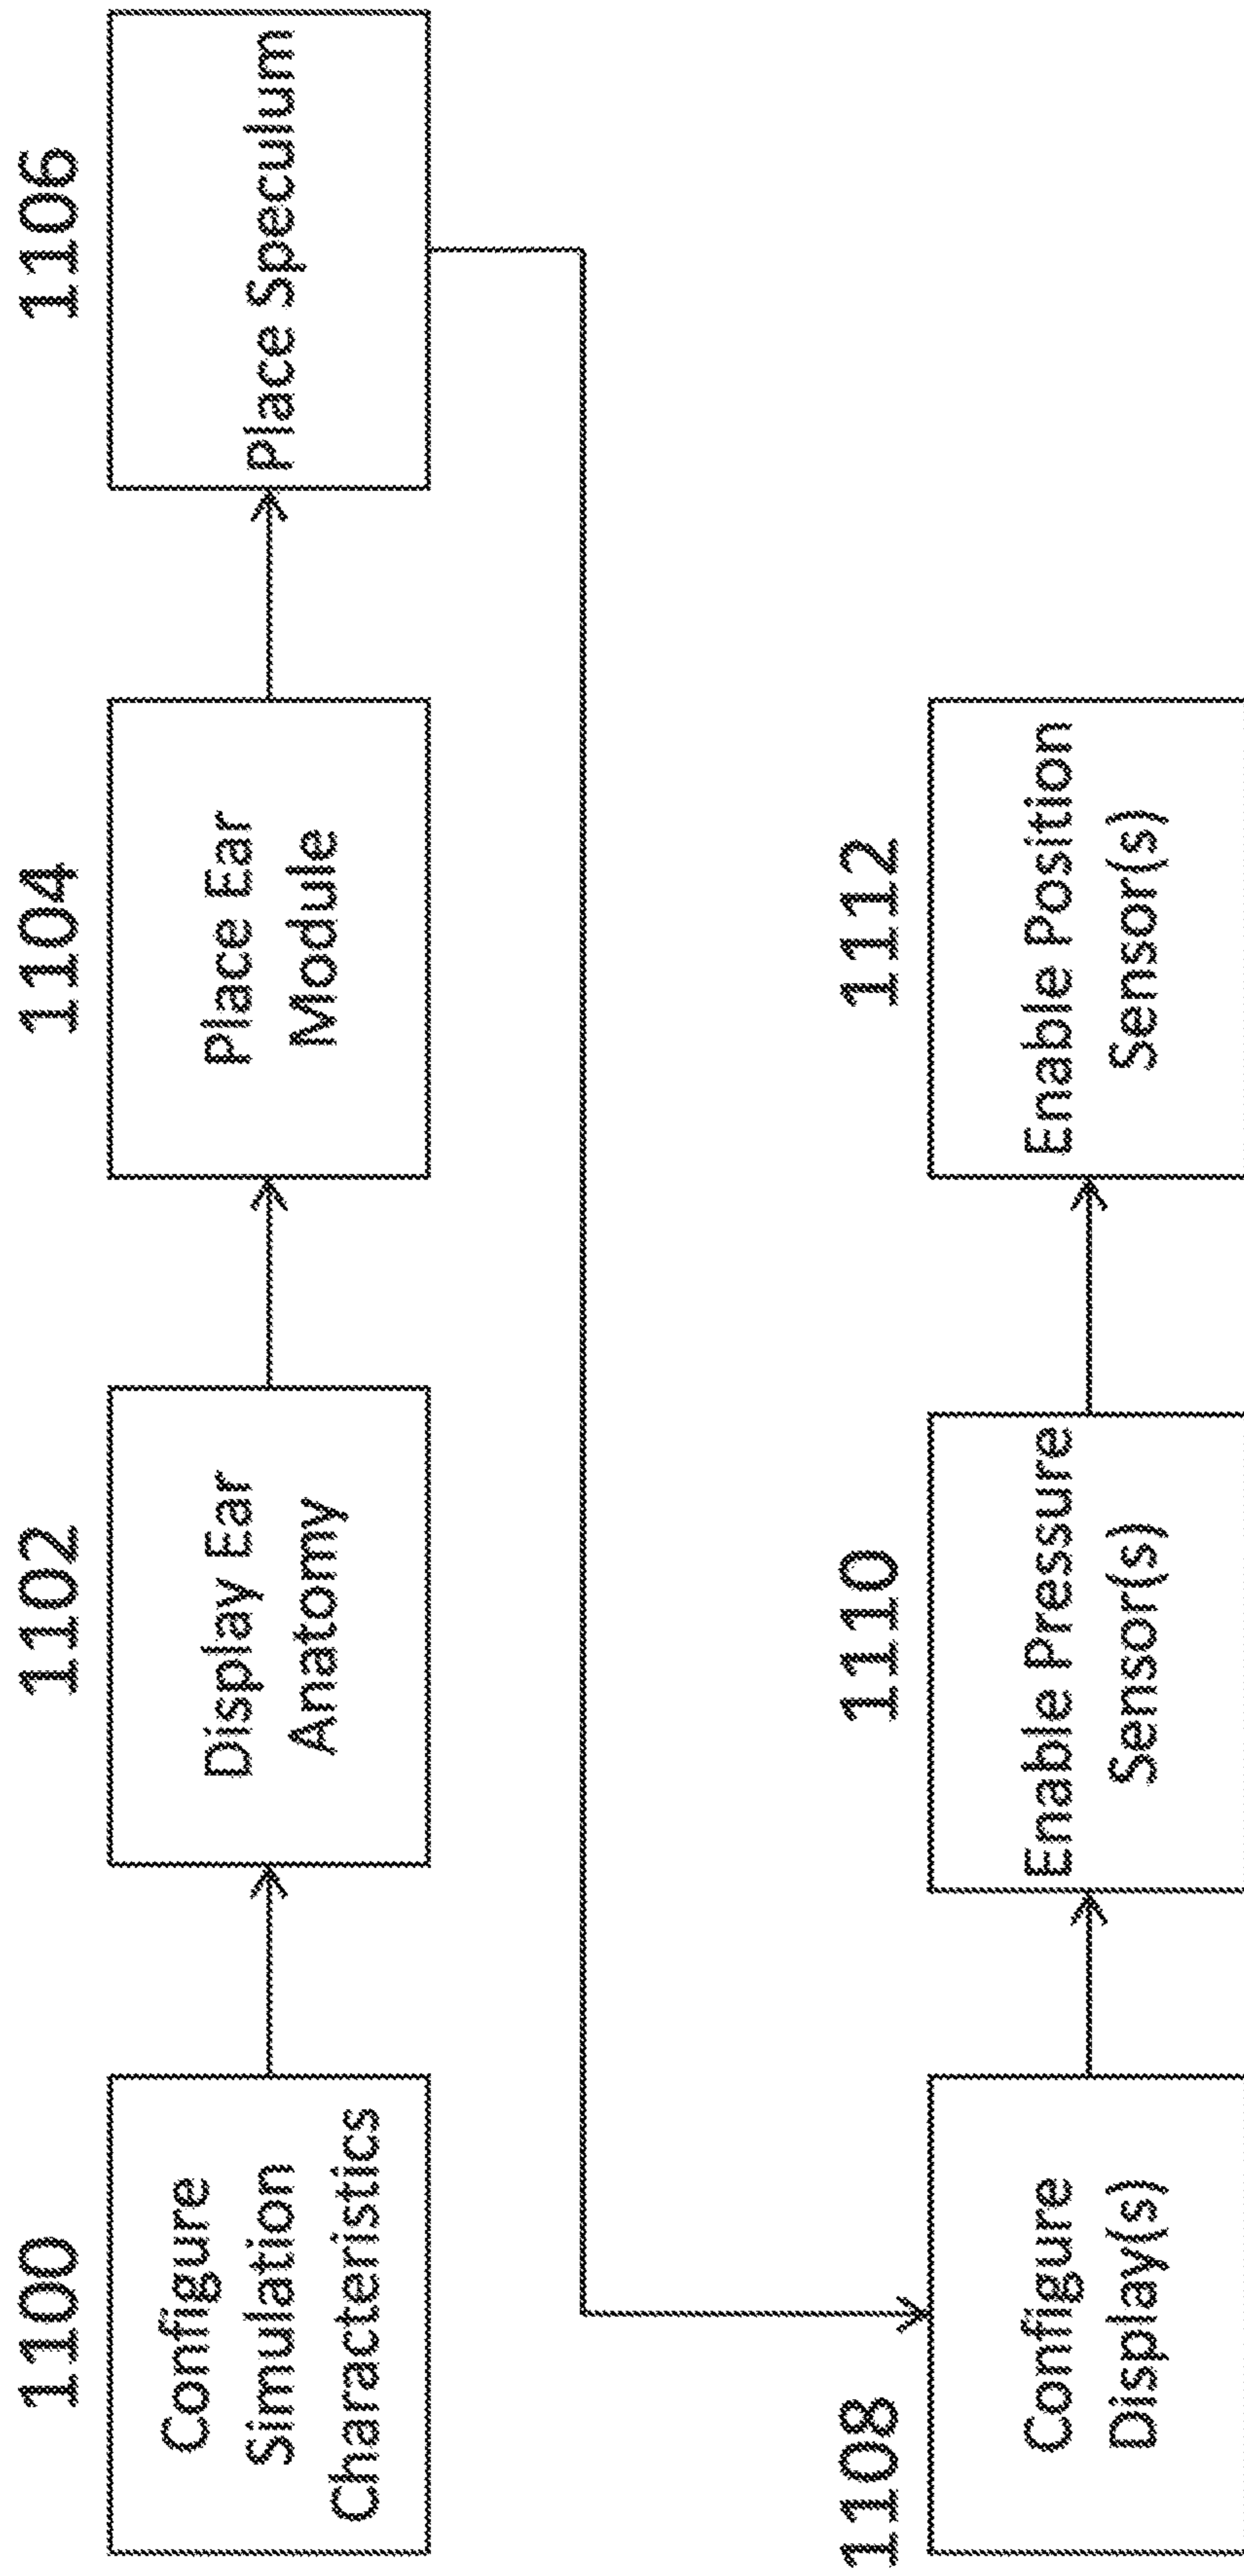 1100
Configure
Simulation
Characteristics
1102
Display Ear
Anatomy
1104
Place Ear
Module
1106
Place Speculum
1108
Configure
Display(s)
1110
Enable Pressure
Sensor(s)
1112
Enable Position
Sensor(s)